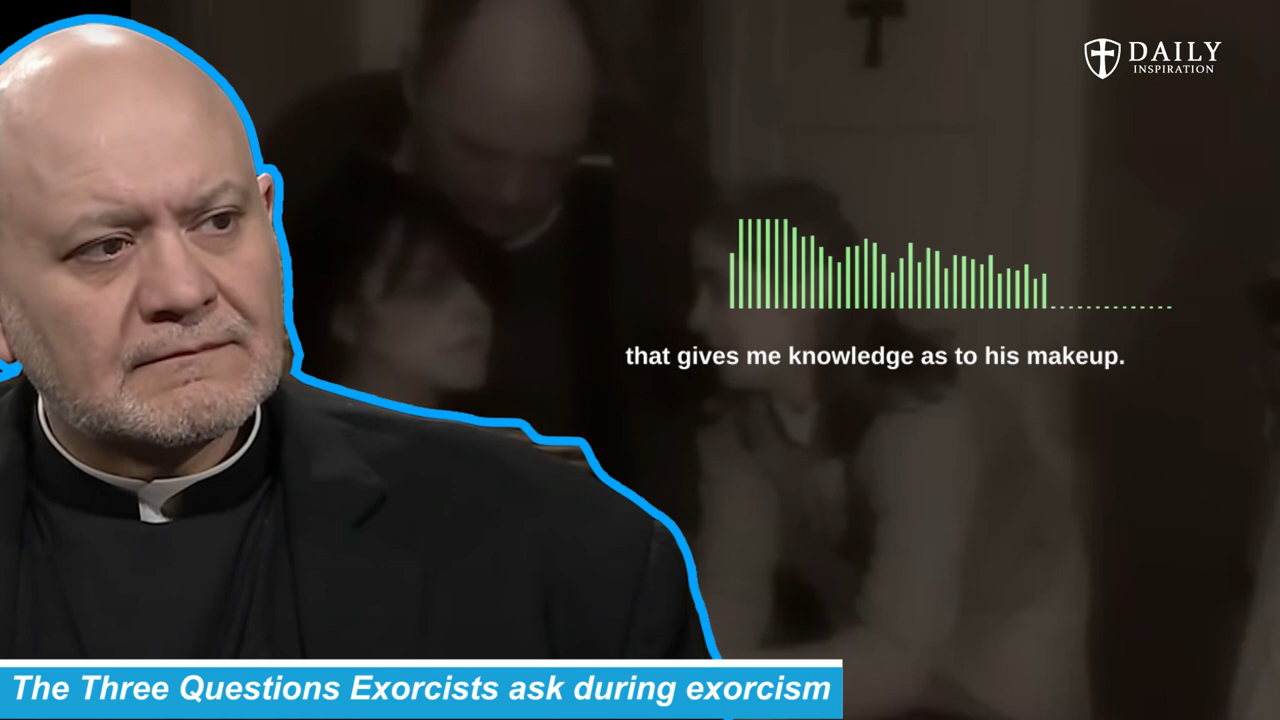 DAILY
INSPIRATION
that gives me knowledge as to his makeup.
The Three Questions Exorcists ask during exorcism